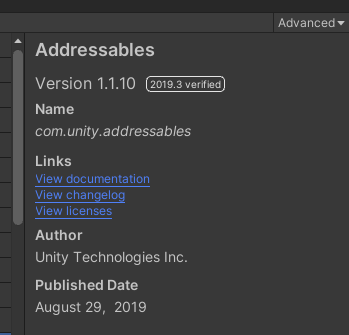 Advanced
Addressables
Version 1.1.10 2019.3 verified
Name
com.unity.addressables
Links
View documentation
View changelog
View licenses
Author
Unity Technologies Inc.
Published Date
August 29, 2019